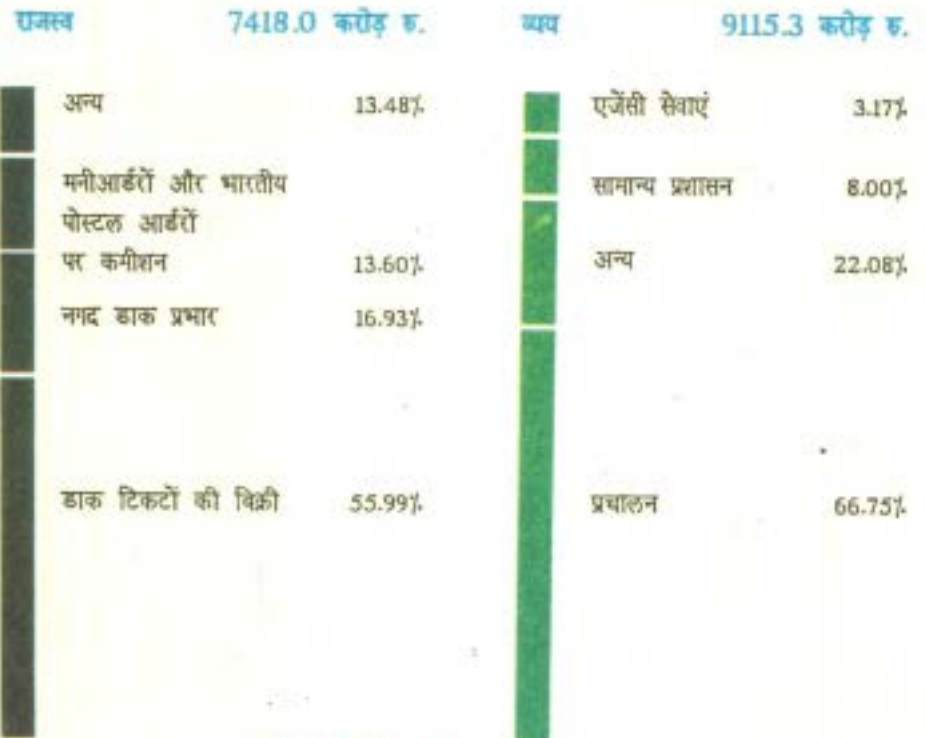 राजस्व 7418.0 करोड़ रु.
अन्य 13.48%
मनीआर्डरों और भारतीय
पोस्टल आर्डरों
पर कमीशन 13.60%
नगद डाक प्रभार 16.93%
डाक टिकटों की बिक्री 55.99%
व्यय 9115.3 करोड़ रु.
एजेंसी सेवाएं 3.17%
सामान्य प्रशासन 8.00%
अन्य 22.08%
प्रचालन 66.75%